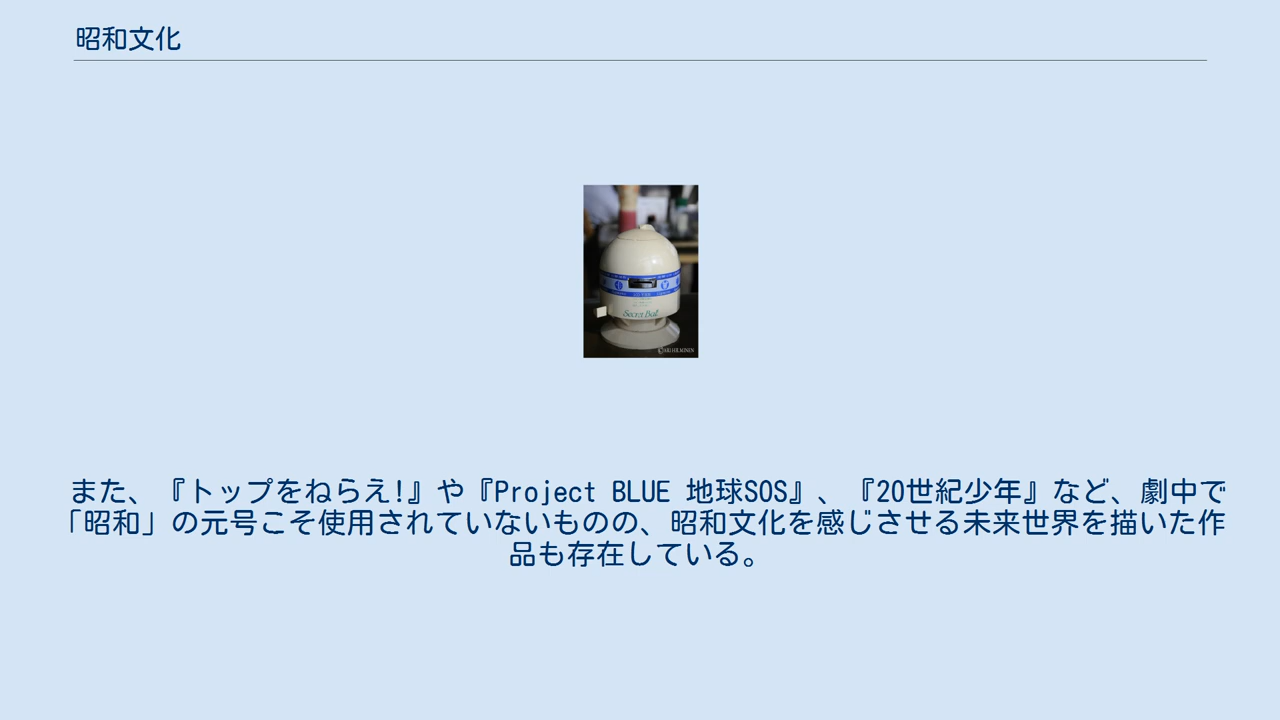 昭和文化
Secret Ball
また、『トップをねらえ!』や『Project BLUE 地球SOS』、『20世紀少年』など、劇中で
「昭和」の元号こそ使用されていないものの、昭和文化を感じさせる未来世界を描いた作
品も存在している。